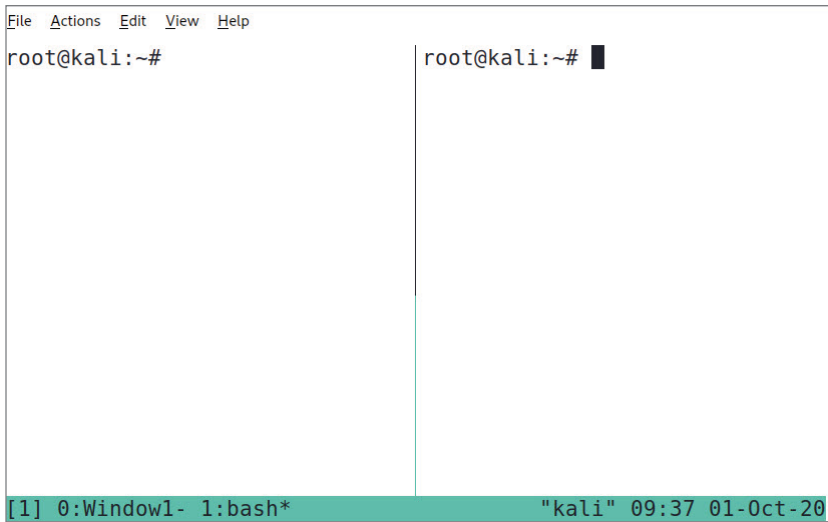 File Actions Edit View Help
root@kali:~# root@kali:~#
[1] 0:Window1- 1:bash* "kali" 09:37 01-Oct-20